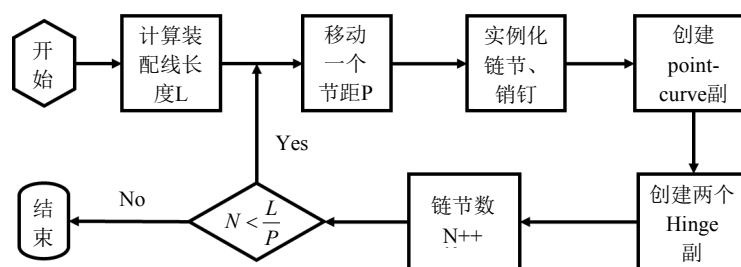 开
始
计算装
配线长
度L
移动
一个
节距P
实例化
链节、
销钉
创建
point-
curve副
Yes
No
结
束
N < L/P
链节数
N++
创建两个
Hinge
副